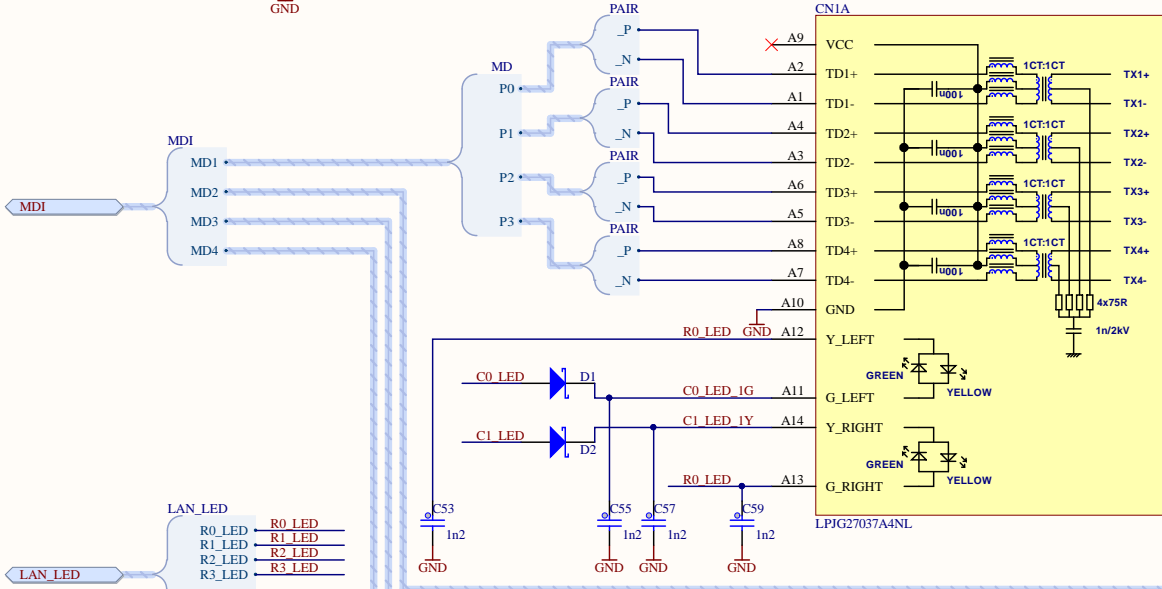 GND
PAIR
CN1A
_P
A9 VCC
MD
_N
A2 TD1+ 1CT:1CT TX1+
P0
PAIR
100n
_P
A1 TD1- TX1-
P1
_N
A4 TD2+ 1CT:1CT TX2+
MDI
100n
PAIR
MD1
A3 TD2- TX2-
P2
_P
MD2
A6 TD3+ 1CT:1CT TX3+
MDI
_N
100n
MD3
P3
A5 TD3- TX3-
PAIR
MD4
_P
A8 TD4+ 1CT:1CT TX4+
100n
_N
A7 TD4- TX4-
A10 GND
4x75R
R0_LED GND A12 Y_LEFT
1n/2kV
C0_LED D1
GREEN
C0_LED_1G A11 G_LEFT
YELLOW
C1_LED_1Y A14 Y_RIGHT
C1_LED D2
GREEN
R0_LED A13 G_RIGHT
YELLOW
C53 C55 C57 C59
LAN_LED
LPJG27037A4NL
R0_LED R0_LED
1n2 1n2 1n2 1n2
R1_LED R1_LED
R2_LED R2_LED
GND GND GND GND
LAN_LED
R3_LED R3_LED